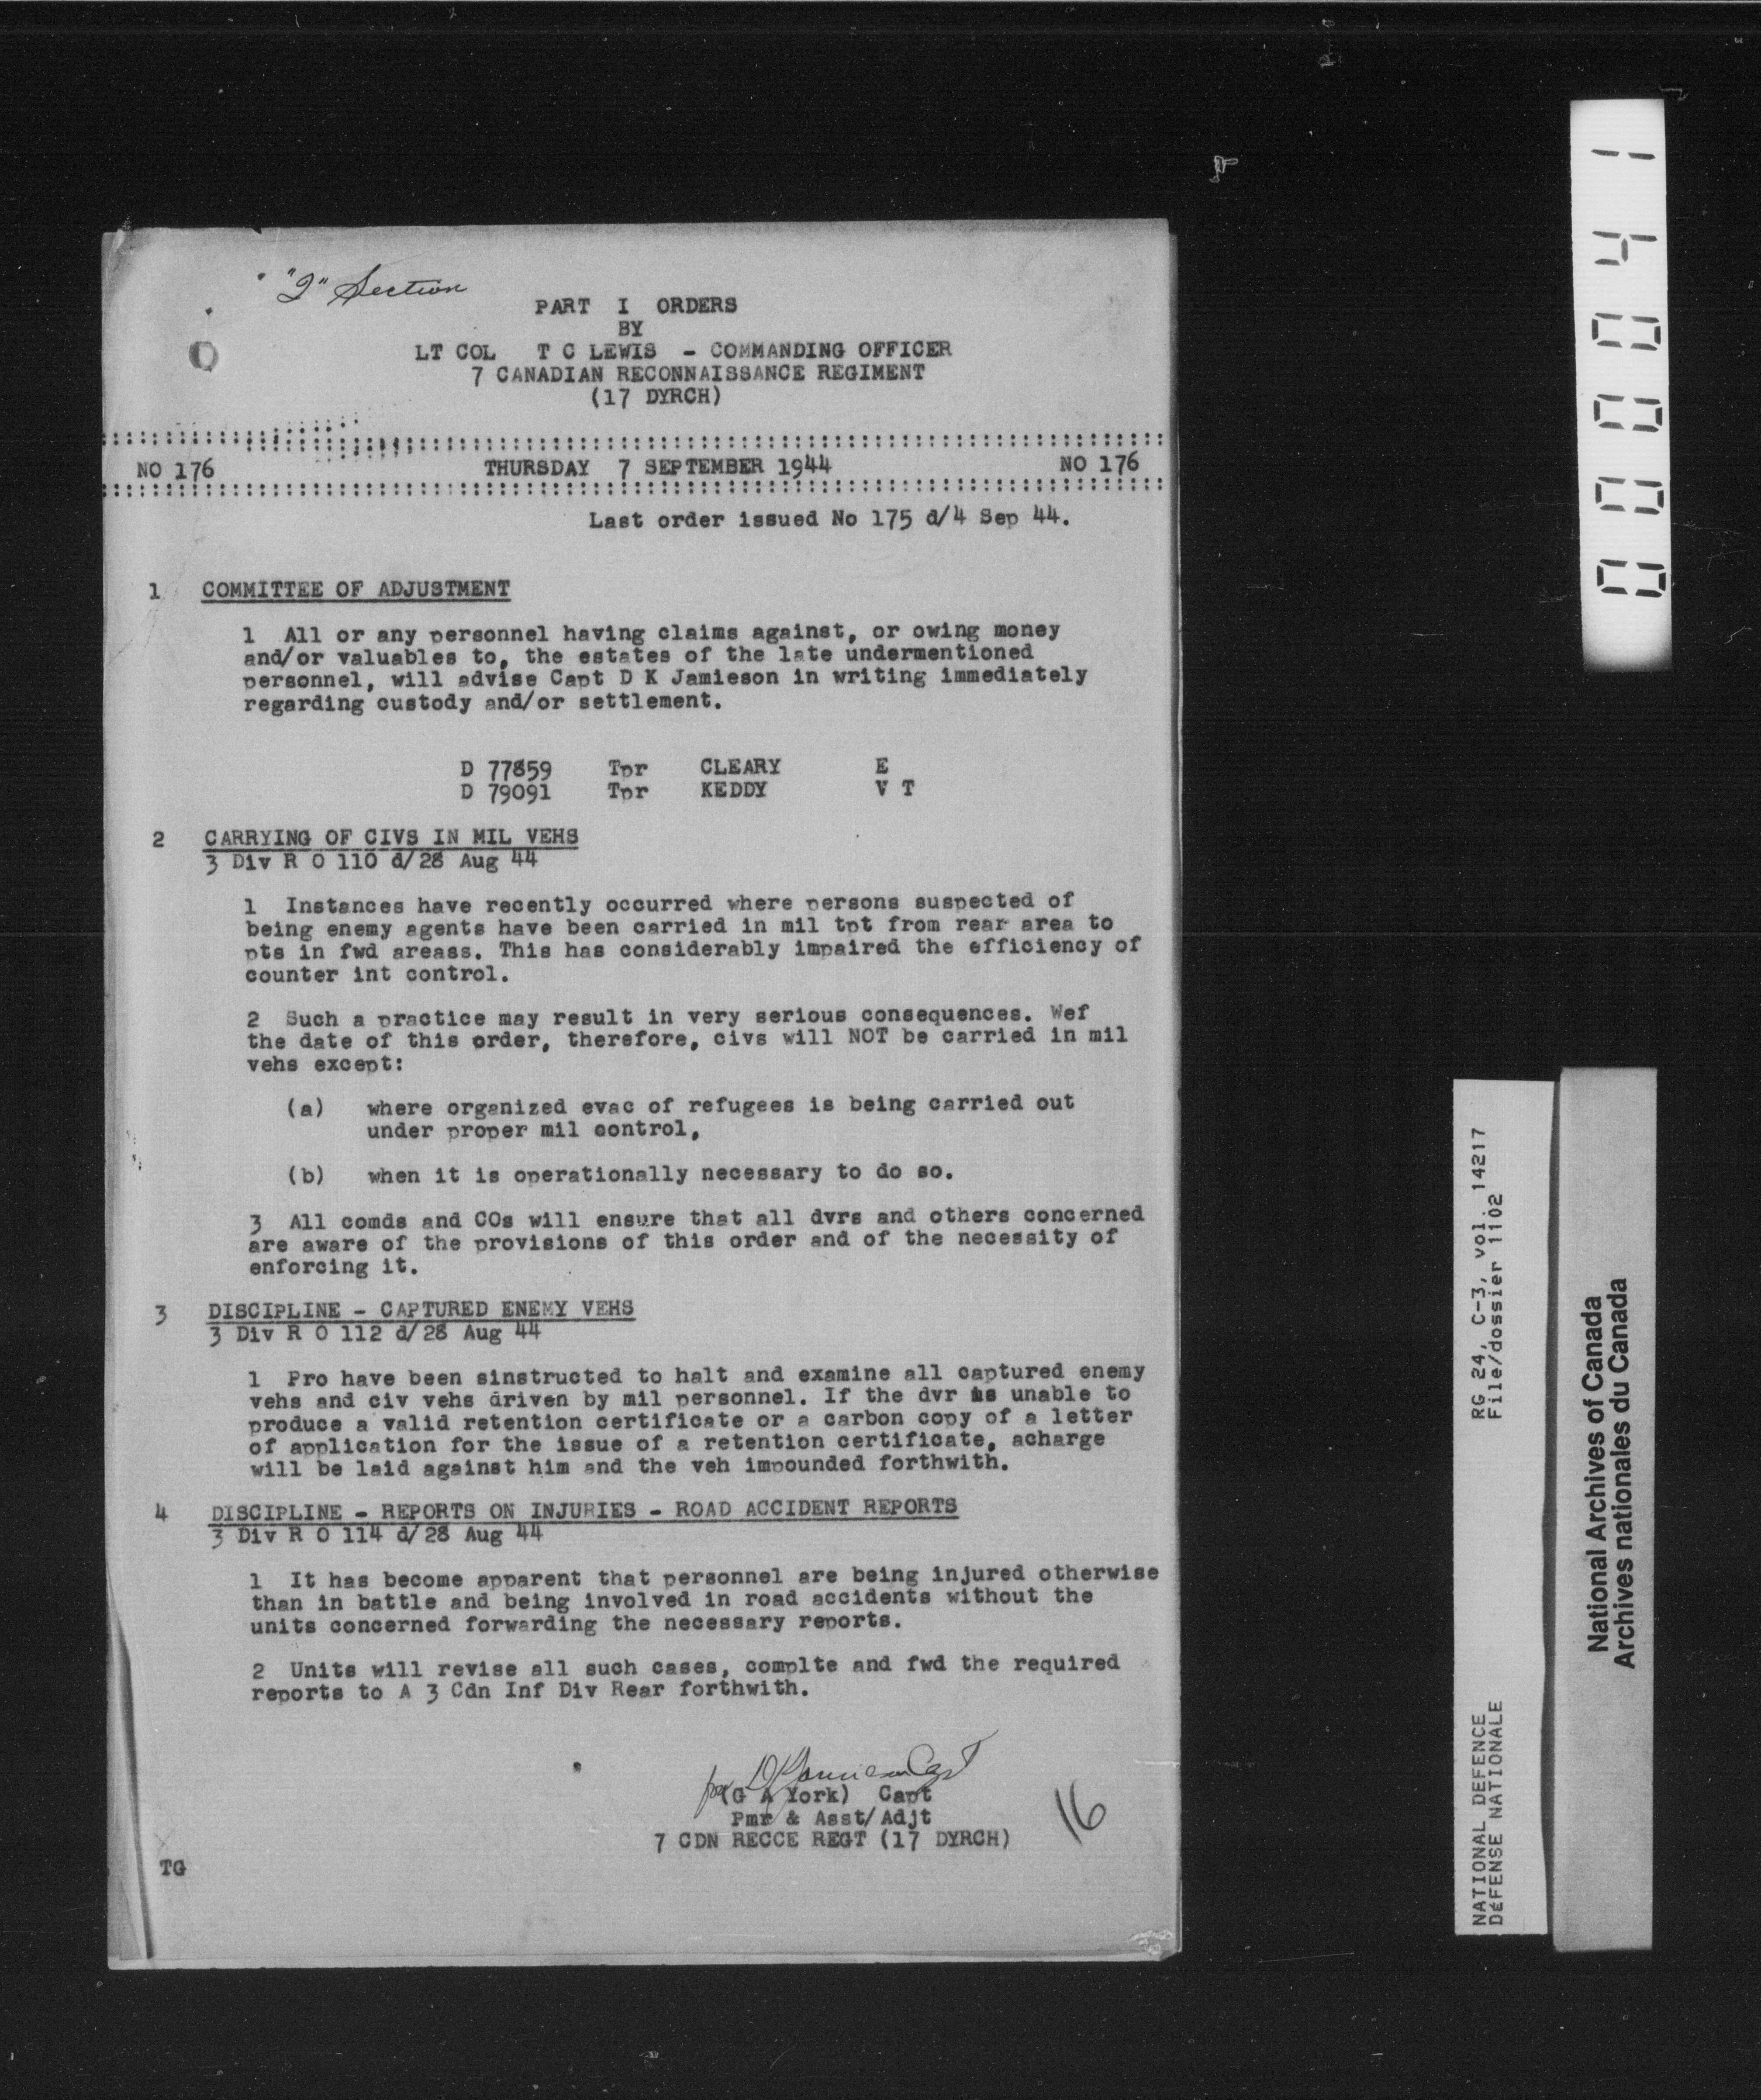 "I" Section
PART I ORDERS
BY
LT COL T C LEWIS - COMMANDING OFFICER
7 CANADIAN RECONNAISSANCE REGIMENT
(17 DYRCH)
NO 176 THURSDAY 7 SEPTEMBER 1944 NO 176
Last order issued No 175 d/4 Sep 44.
1 COMMITTEE OF ADJUSTMENT
1 All or any personnel having claims against, or owing money
and/or valuables to, the estates of the late undermentioned
personnel, will advise Capt D K Jamieson in writing immediately
regarding custody and/or settlement.
D 77859 Tpr CLEARY E
D 79091 Tpr KEDDY V T
2 CARRYING OF CIVS IN MIL VEHS
3 Div R O 110 d/28 Aug 44
1 Instances have recently occurred where persons suspected of
being enemy agents have been carried in mil tpt from rear area to
pts in fwd areass. This has considerably impaired the efficiency of
counter int control.
2 Such a practice may result in very serious consequences. Wef
the date of this order, therefore, civs will NOT be carried in mil
vehs except:
(a) where organized evac of refugees is being carried out
under proper mil control,
(b) when it is operationally necessary to do so.
3 All comds and COs will ensure that all dvrs and others concerned
are aware of the provisions of this order and of the necessity of
enforcing it.
3 DISCIPLINE - CAPTURED ENEMY VEHS
3 Div R O 112 d/28 Aug 44
1 Pro have been sinstructed to halt and examine all captured enemy
vehs and civ vehs driven by mil personnel. If the dvr is unable to
produce a valid retention certificate or a carbon copy of a letter
of application for the issue of a retention certificate, acharge
will be laid against him and the veh impounded forthwith.
4 DISCIPLINE - REPORTS ON INJURIES - ROAD ACCIDENT REPORTS
3 Div R O 114 d/28 Aug 44
1 It has become apparent that personnel are being injured otherwise
than in battle and being involved in road accidents without the
units concerned forwarding the necessary reports.
2 Units will revise all such cases, complte and fwd the required
reports to A 3 Cdn Inf Div Rear forthwith.
for DKJamieson Capt
(G A York) Capt
Pmr & Asst/Adjt
7 CDN RECCE REGT (17 DYRCH)
16
TG
000041
RG 24, C-3, vol. 14217
File/dossier 1102
NATIONAL DEFENCE
DÉFENSE NATIONALE
National Archives of Canada
Archives nationales du Canada